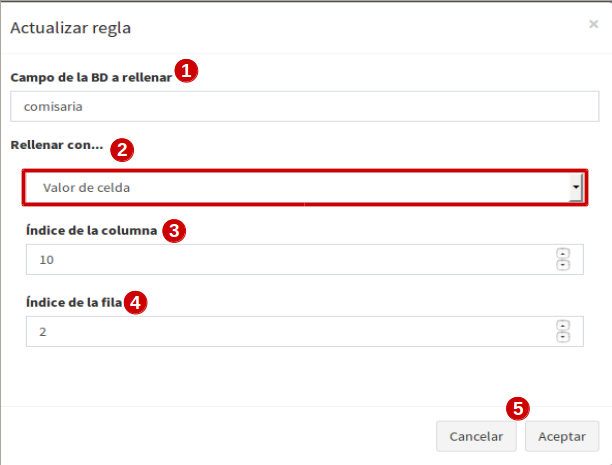 Actualizar regla ×
Campo de la BD a rellenar 1
comisaria
Rellenar con... 2
Valor de celda
Índice de la columna 3
10
Índice de la fila 4
2
5
Cancelar Aceptar